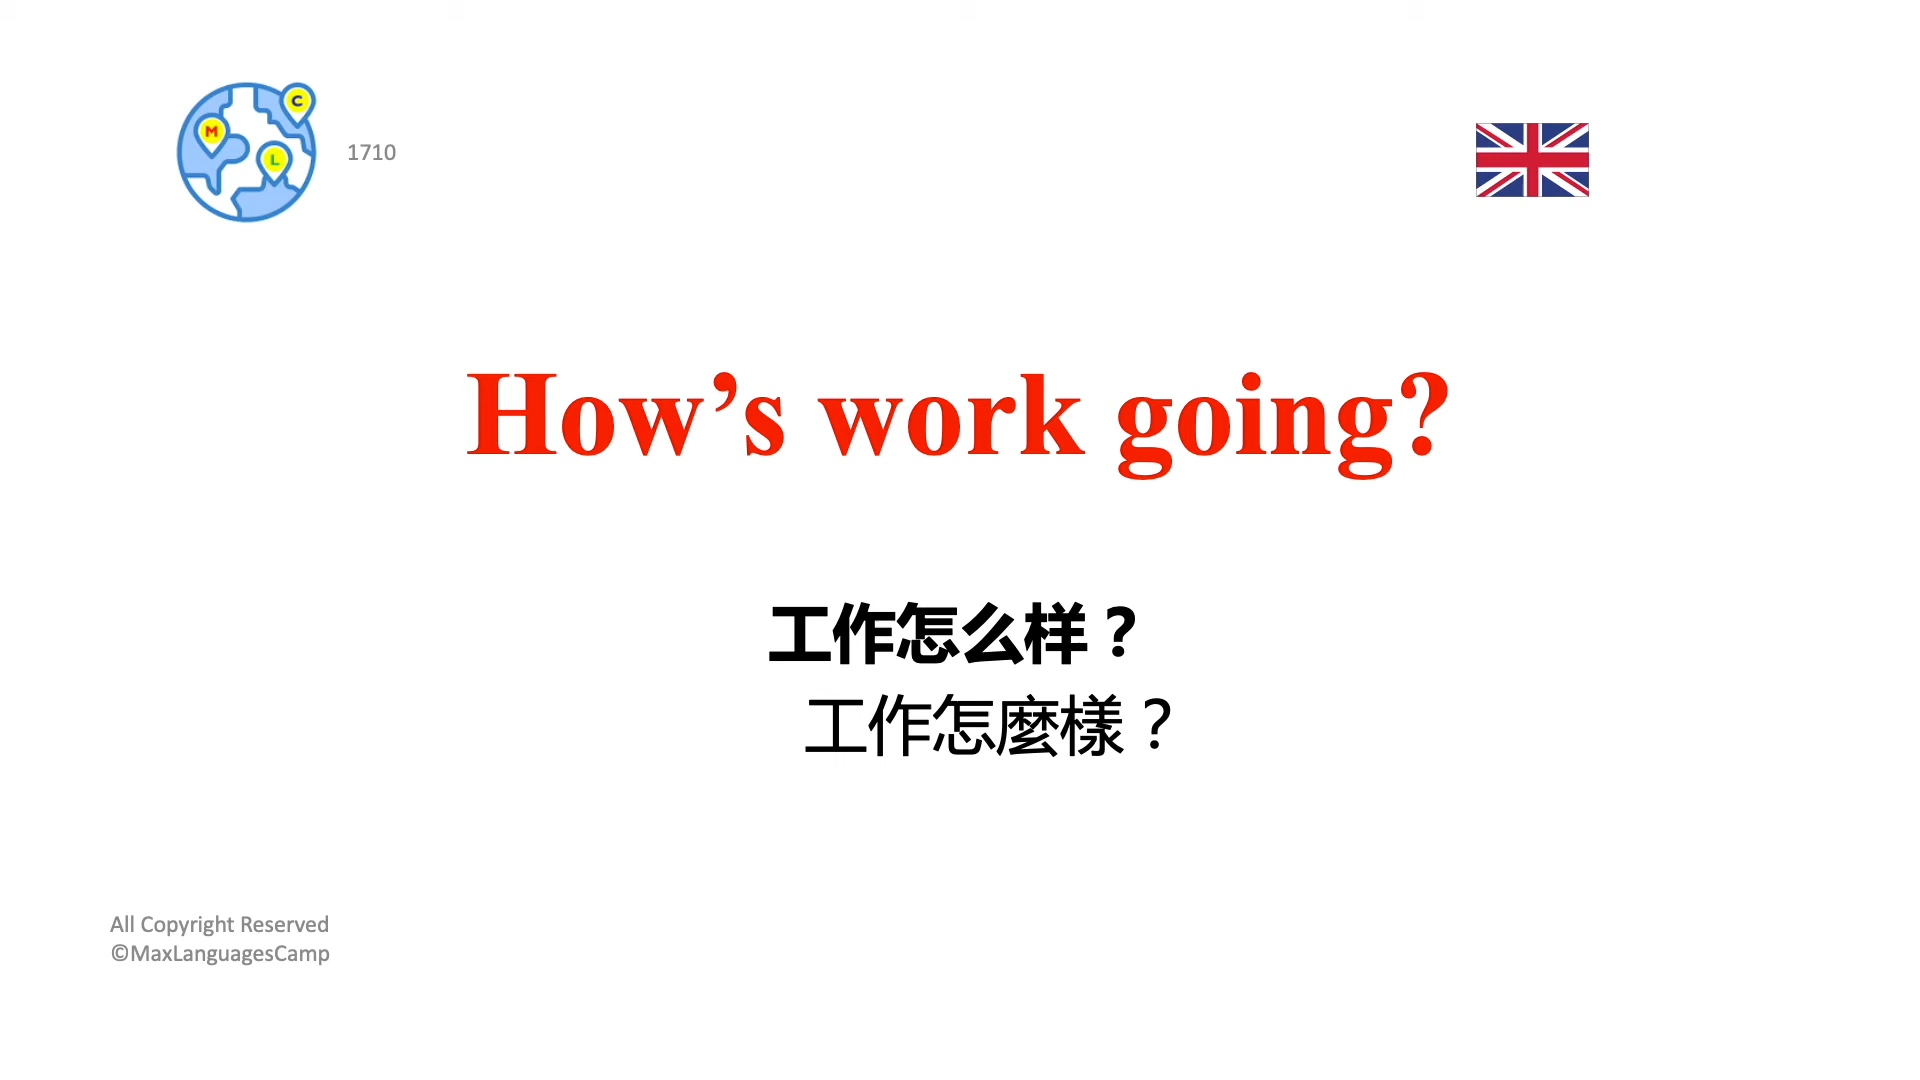 C
M
L
1710
How’s work going?
工作怎么样？
工作怎麼樣？
All Copyright Reserved
©MaxLanguagesCamp